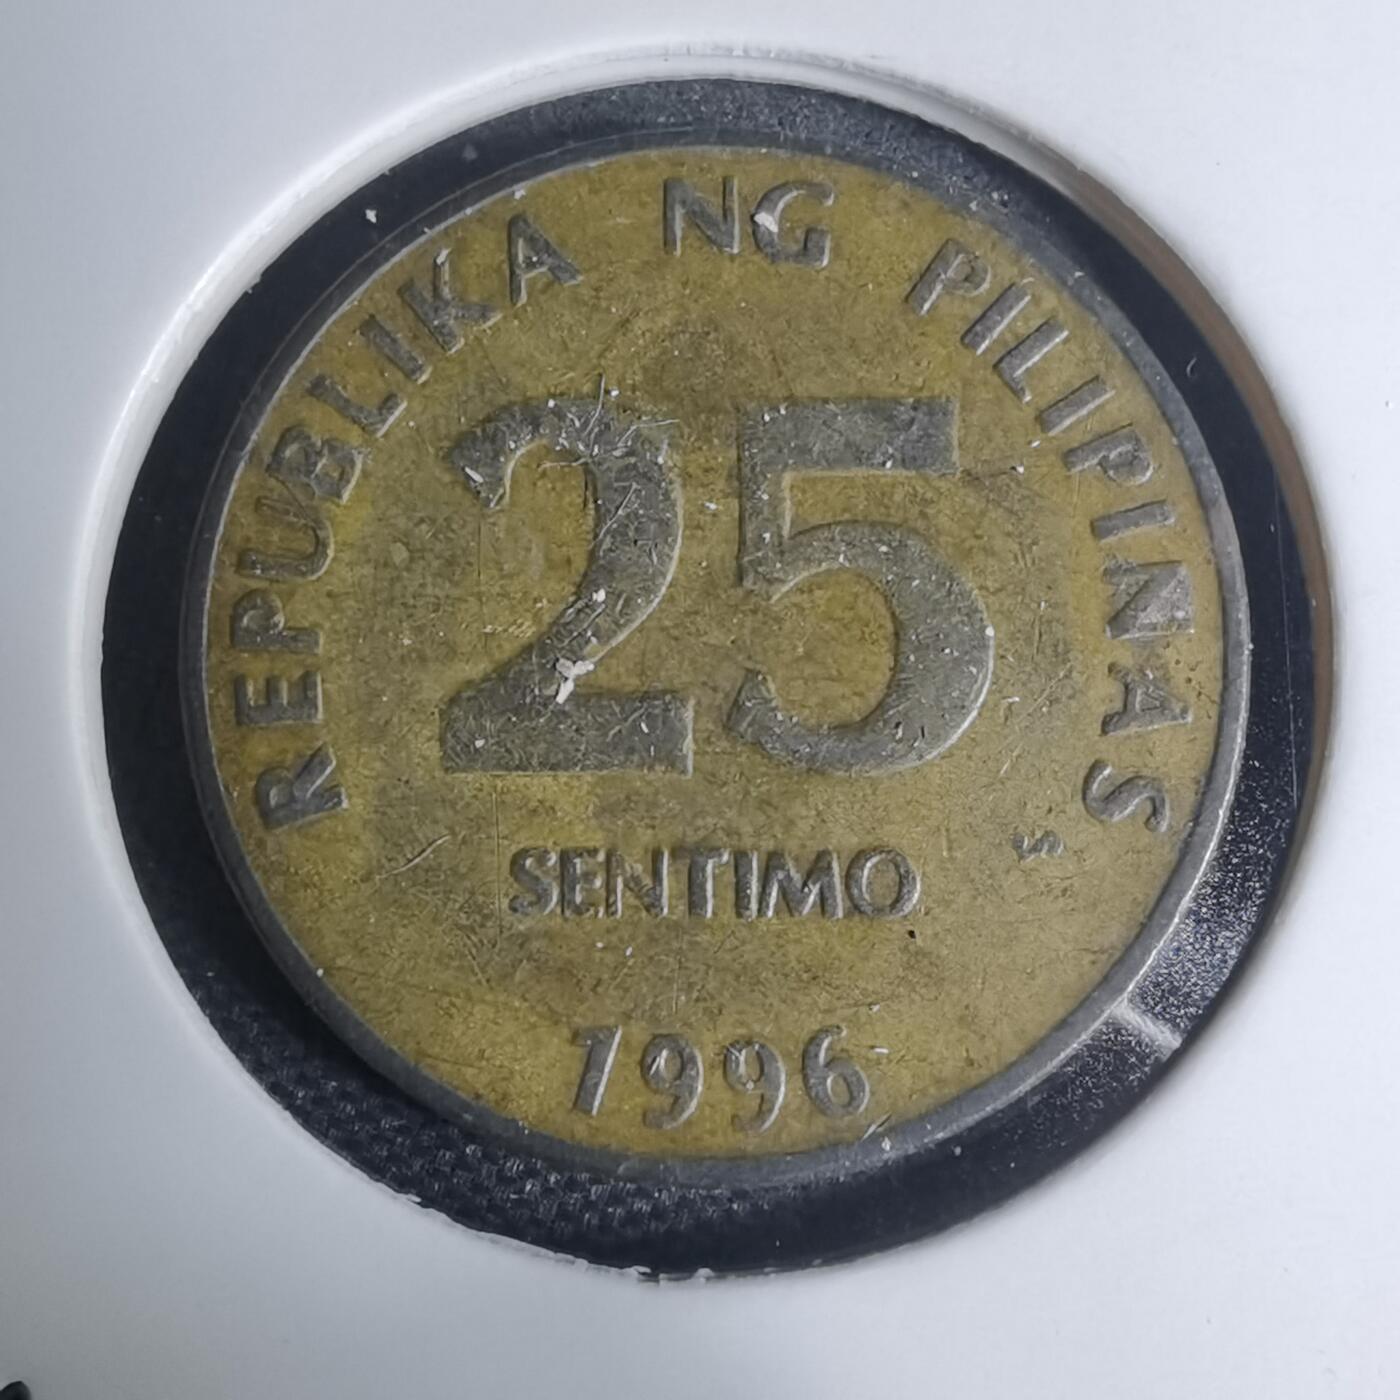 REPUBLIKA NG PILIPINAS
25
SENTIMO
1996